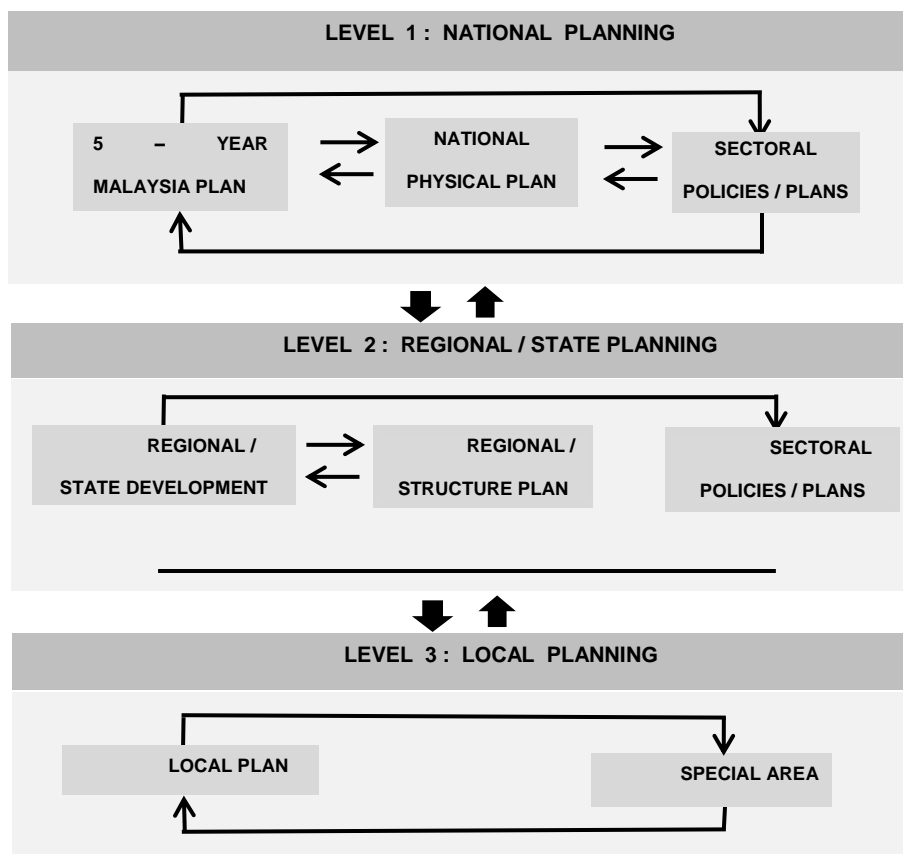 LEVEL 1 : NATIONAL PLANNING
5 – YEAR
MALAYSIA PLAN
NATIONAL
PHYSICAL PLAN
SECTORAL
POLICIES / PLANS
LEVEL 2 : REGIONAL / STATE PLANNING
REGIONAL /
STATE DEVELOPMENT
REGIONAL /
STRUCTURE PLAN
SECTORAL
POLICIES / PLANS
LEVEL 3 : LOCAL PLANNING
LOCAL PLAN
SPECIAL AREA